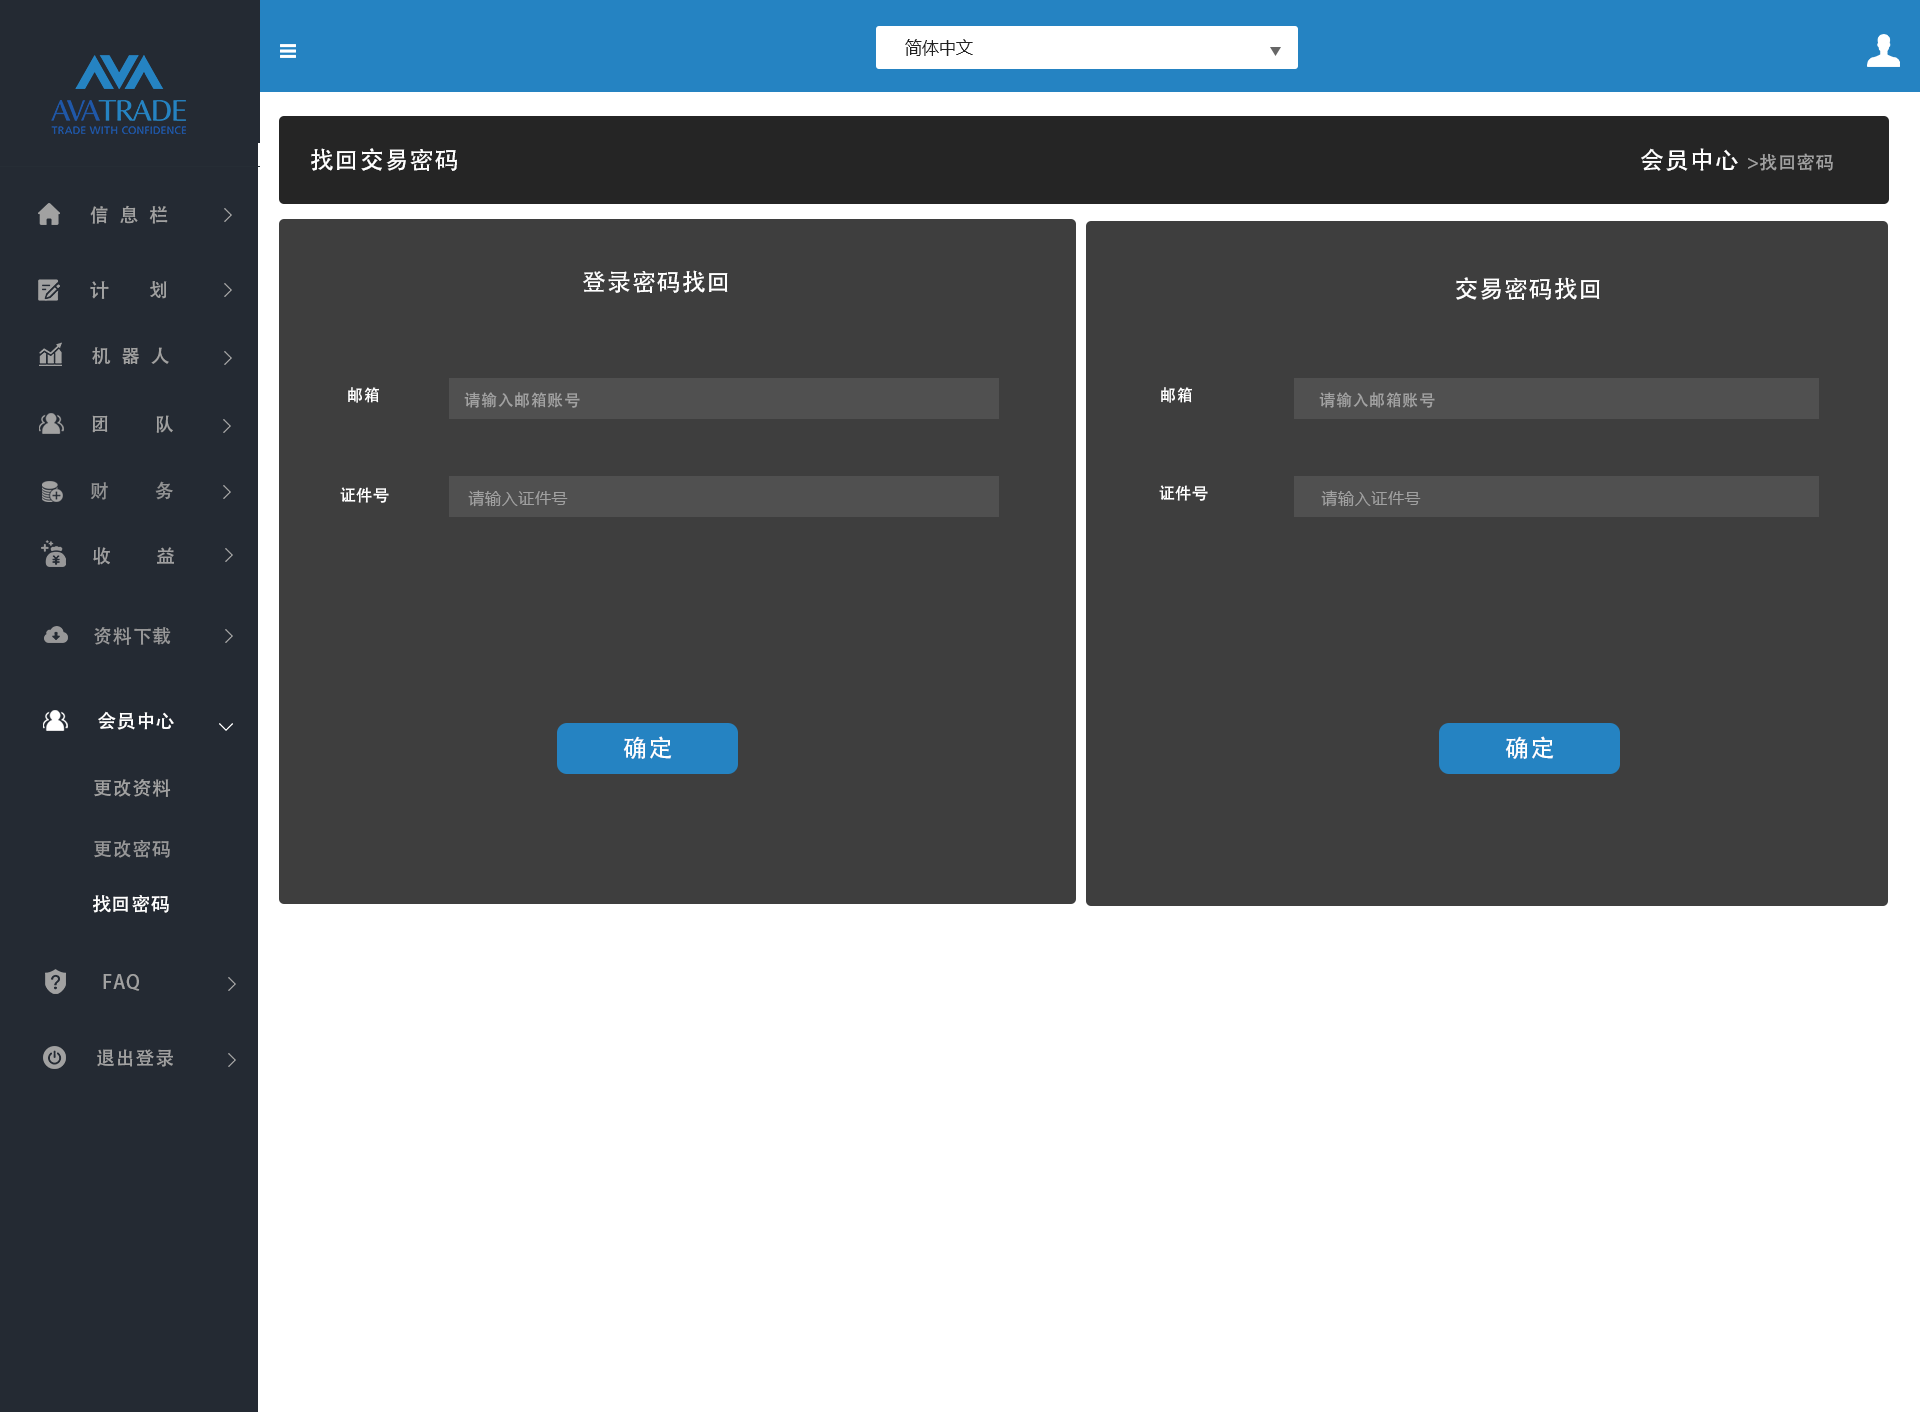 AVATRADE
TRADE WITH CONFIDENCE
简体中文
信息栏
计划
机器人
团队
财务
收益
资料下载
会员中心
更改资料
更改密码
找回密码
FAQ
退出登录
找回交易密码
会员中心 >找回密码
登录密码找回
邮箱 请输入邮箱账号
证件号 请输入证件号
确定
交易密码找回
邮箱 请输入邮箱账号
证件号 请输入证件号
确定